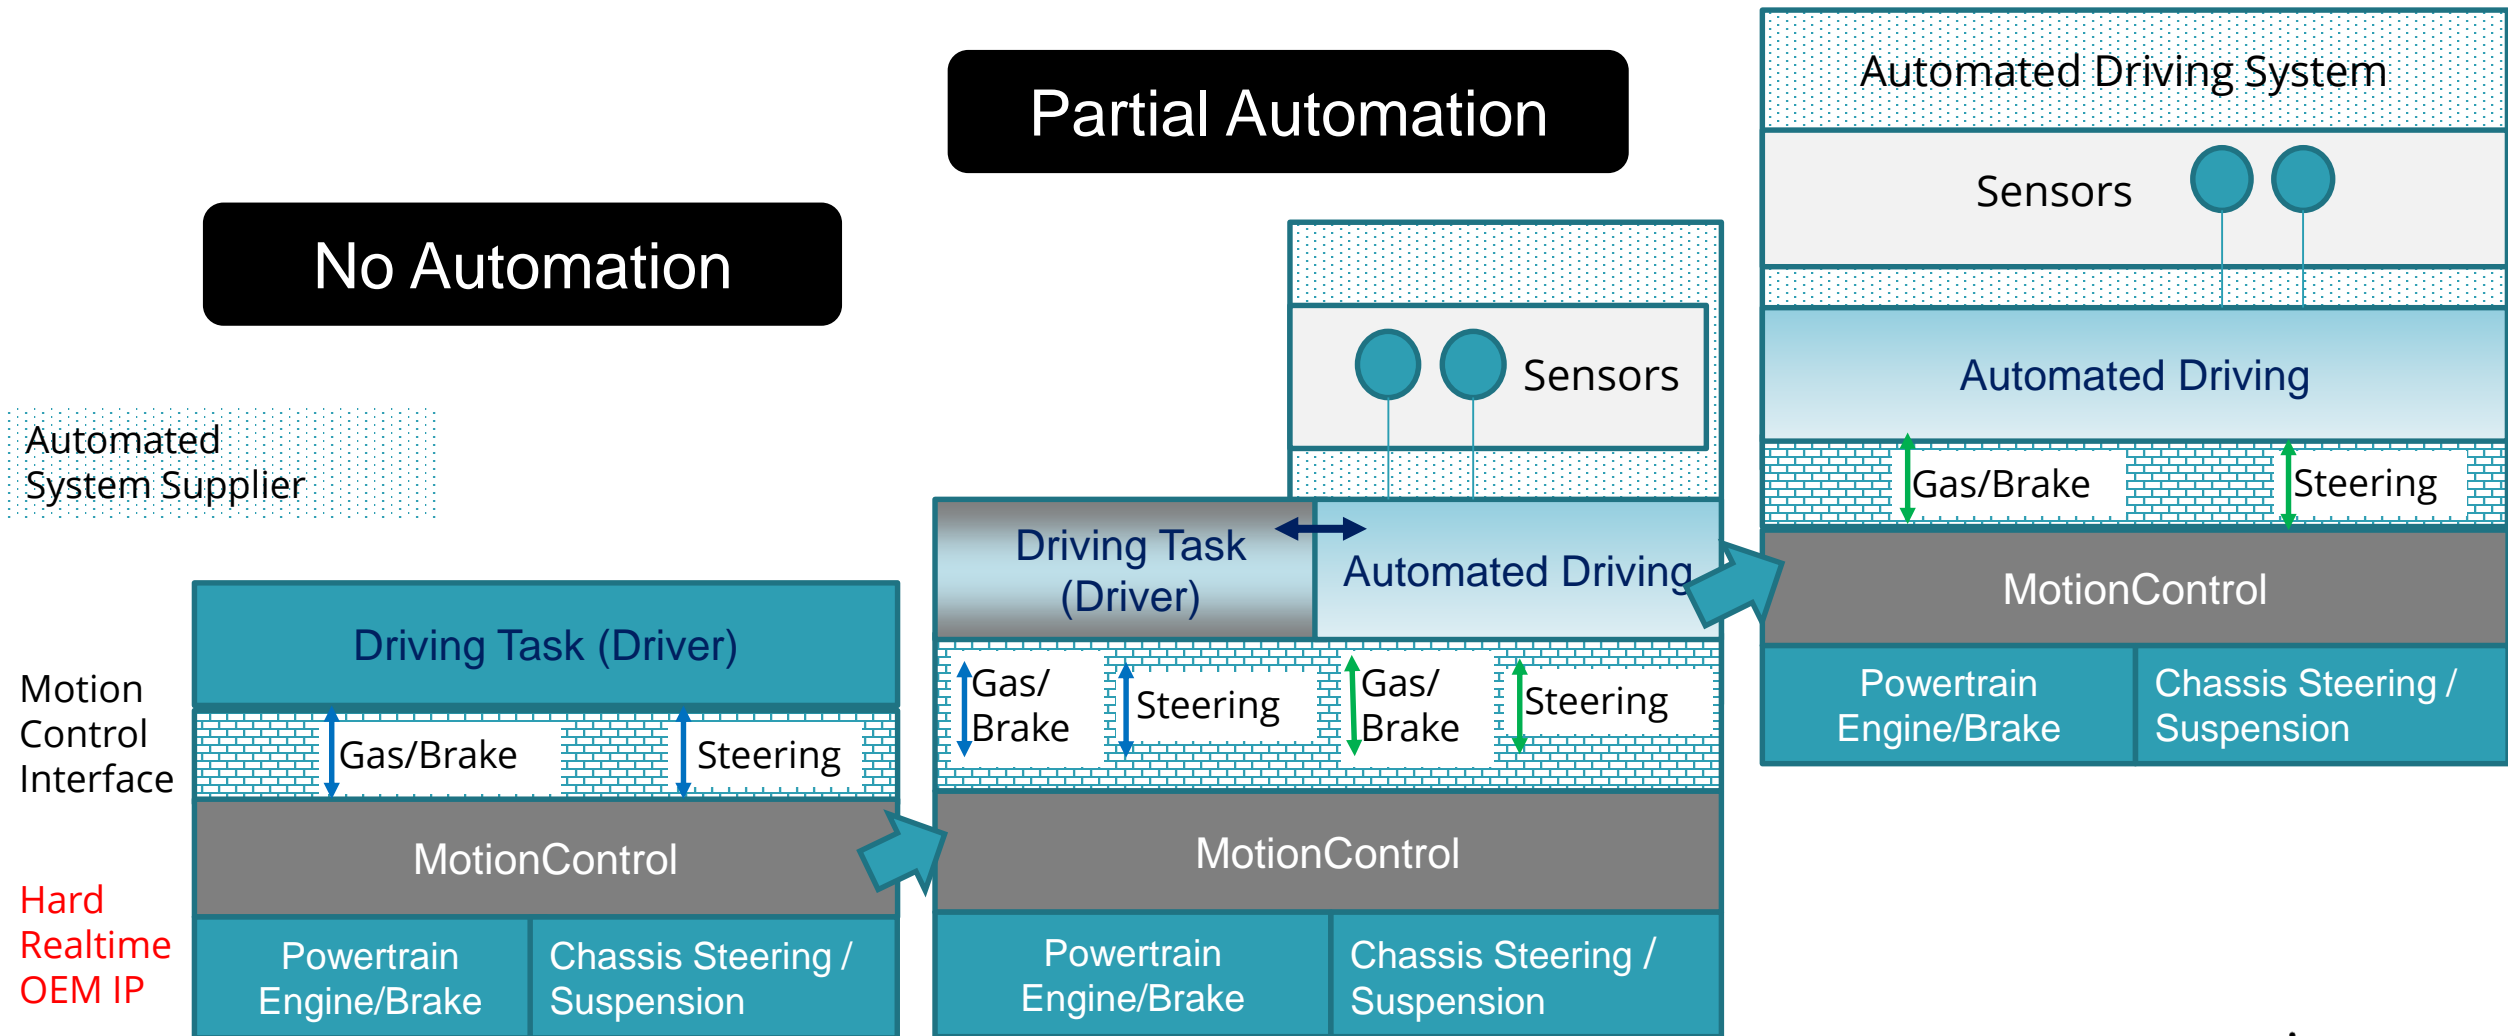 No Automation
Partial Automation
Automated
System Supplier
Motion
Control
Interface
Hard
Realtime
OEM IP
Driving Task (Driver)
Gas/Brake
Steering
MotionControl
Powertrain
Engine/Brake
Chassis Steering /
Suspension
Sensors
Driving Task
(Driver)
Automated Driving
Gas/
Brake
Steering
Gas/
Brake
Steering
MotionControl
Powertrain
Engine/Brake
Chassis Steering /
Suspension
Automated Driving System
Sensors
Automated Driving
Gas/Brake
Steering
MotionControl
Powertrain
Engine/Brake
Chassis Steering /
Suspension